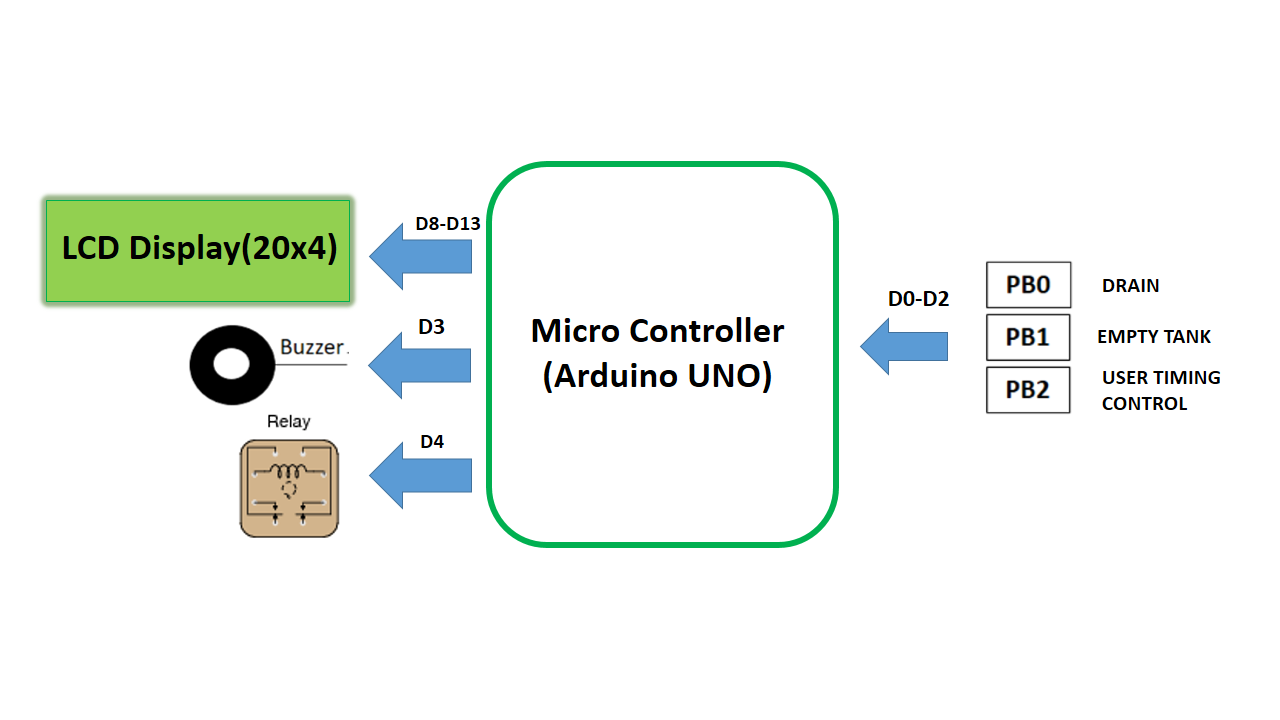 LCD Display(20x4)
D8-D13
Buzzer
D3
Relay
D4
Micro Controller
(Arduino UNO)
D0-D2
PB0
DRAIN
PB1
EMPTY TANK
PB2
USER TIMING
CONTROL